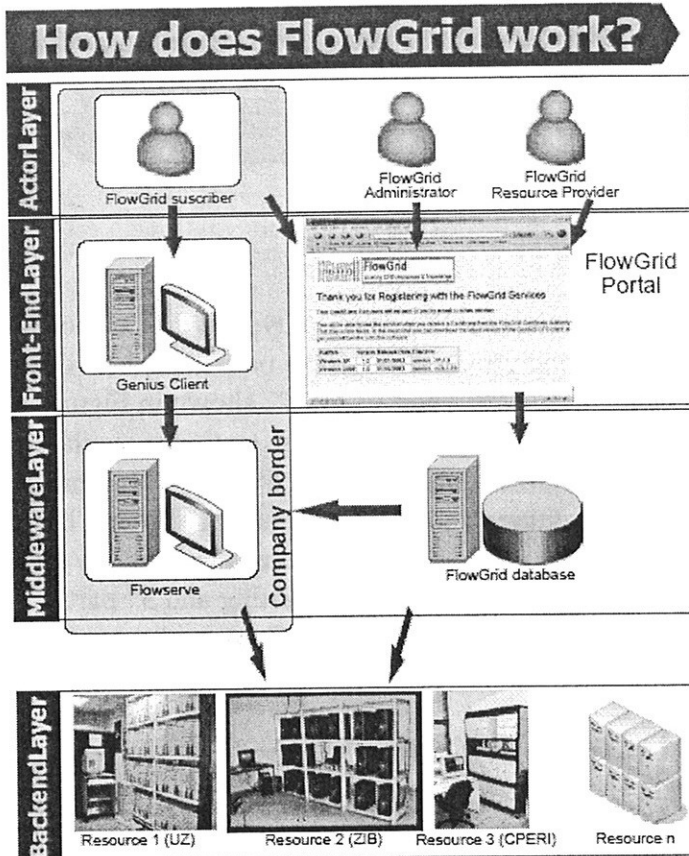 How does FlowGrid work?
ActorLayer
FlowGrid suscriber
FlowGrid
Administrator
FlowGrid
Resource Provider
Front-EndLayer
Genius Client
FlowGrid
Thank you for Registering with the FlowGrid Services
FlowGrid
Portal
MiddlewareLayer
Flowserve
Company border
FlowGrid database
BackendLayer
Resource 1 (UZ)
Resource 2 (ZIB)
Resource 3 (CPERI)
Resource n